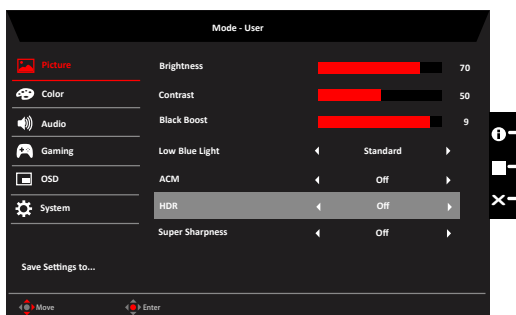 Mode - User
Picture
Color
Audio
Gaming
OSD
System
Save Settings to...
Brightness 70
Contrast 50
Black Boost 9
Low Blue Light Standard
ACM Off
HDR Off
Super Sharpness Off
Move Enter